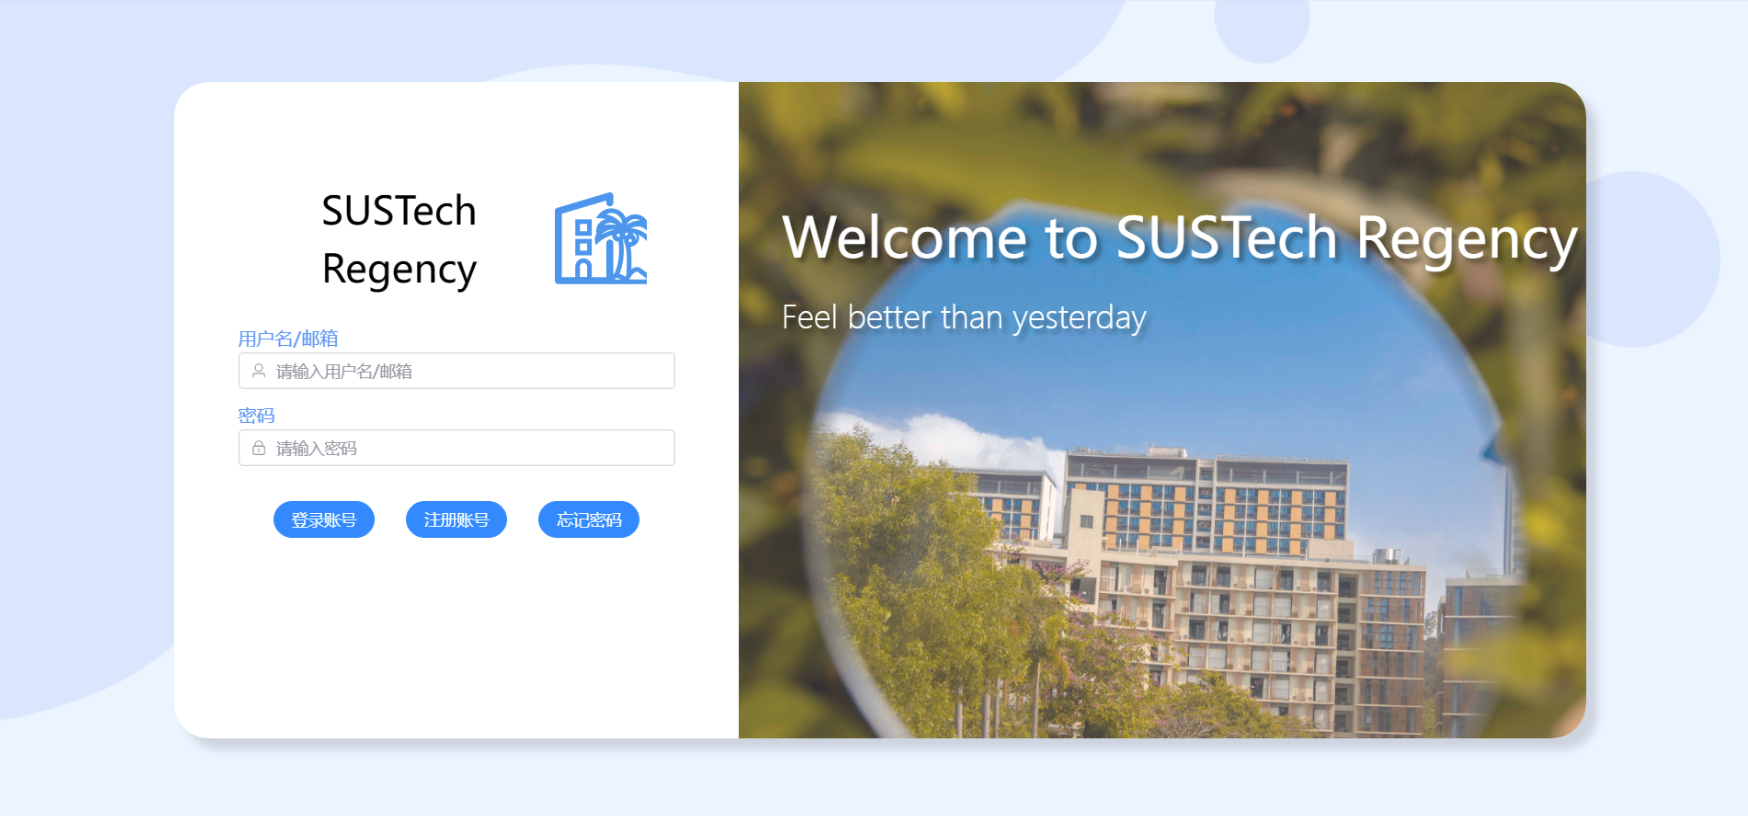 SUSTech
Regency
用户名/邮箱
请输入用户名/邮箱
密码
请输入密码
登录账号 注册账号 忘记密码
Welcome to SUSTech Regency
Feel better than yesterday